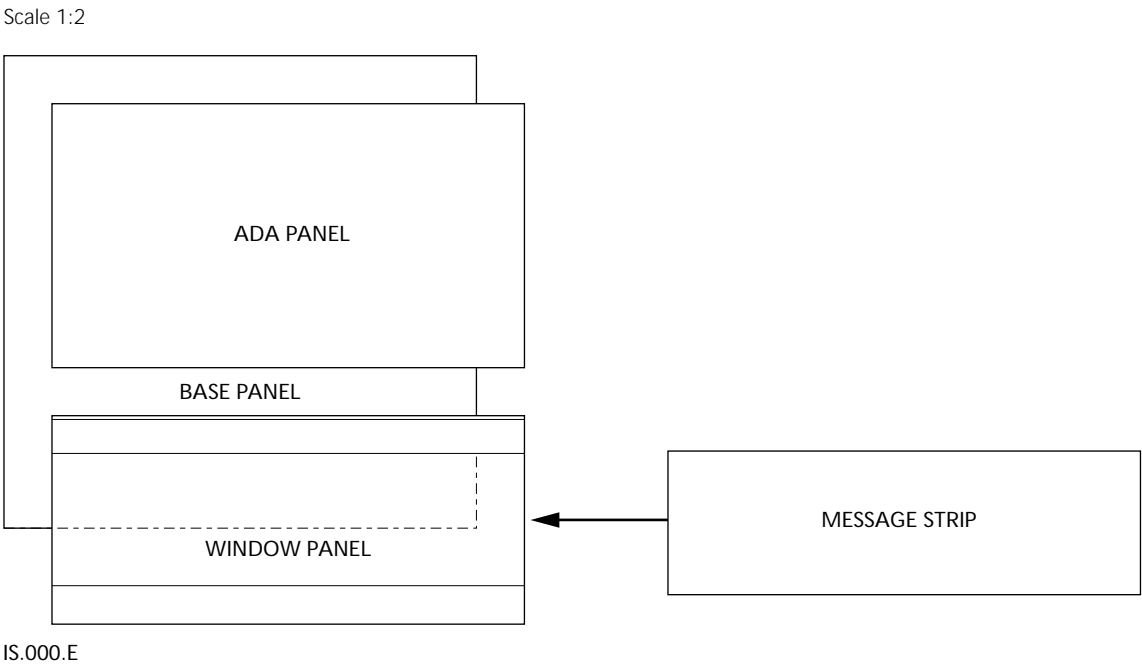 Scale 1:2
ADA PANEL
BASE PANEL
MESSAGE STRIP
WINDOW PANEL
IS.000.E